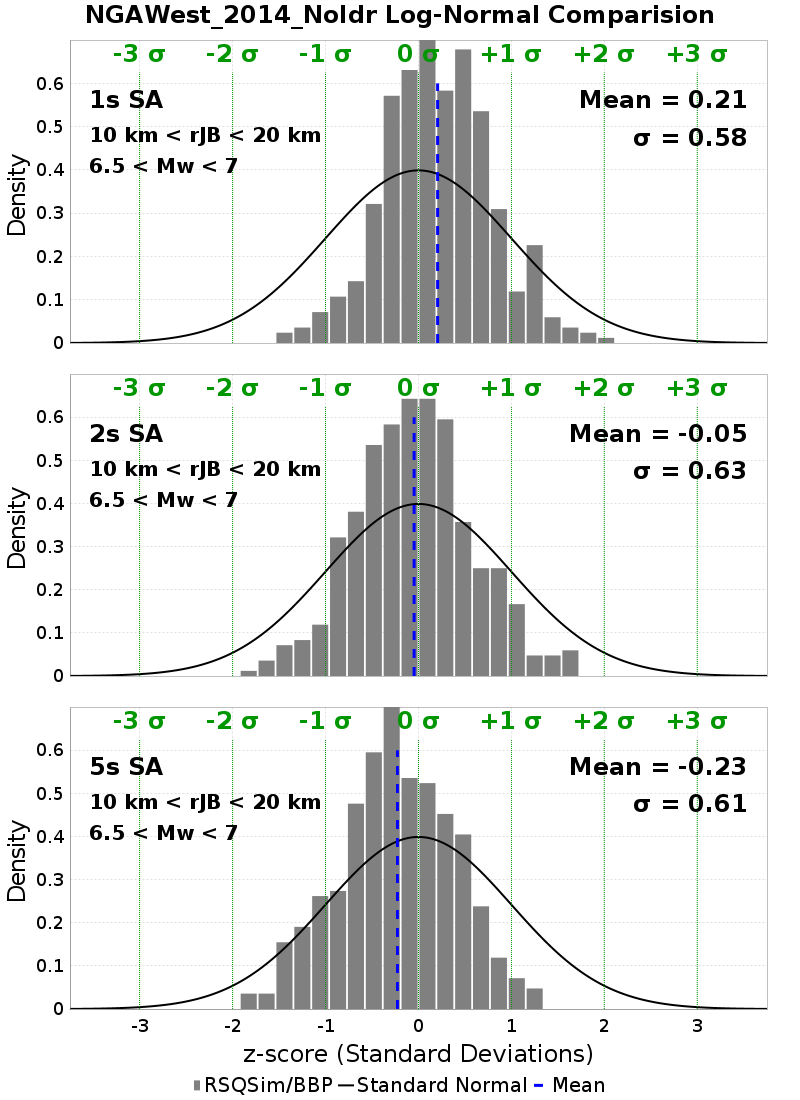 NGAWest_2014_NoIdr Log-Normal Comparision
-3 σ -2 σ -1 σ 0 σ +1 σ +2 σ +3 σ
1s SA
10 km < rJB < 20 km
6.5 < Mw < 7
Mean = 0.21
σ = 0.58
Density
0.6
0.5
0.4
0.3
0.2
0.1
0
-3 σ -2 σ -1 σ 0 σ +1 σ +2 σ +3 σ
2s SA
10 km < rJB < 20 km
6.5 < Mw < 7
Mean = -0.05
σ = 0.63
Density
0.6
0.5
0.4
0.3
0.2
0.1
0
-3 σ -2 σ -1 σ 0 σ +1 σ +2 σ +3 σ
5s SA
10 km < rJB < 20 km
6.5 < Mw < 7
Mean = -0.23
σ = 0.61
Density
0.6
0.5
0.4
0.3
0.2
0.1
0
-3 -2 -1 0 1 2 3
z-score (Standard Deviations)
RSQSim/BBP Standard Normal Mean